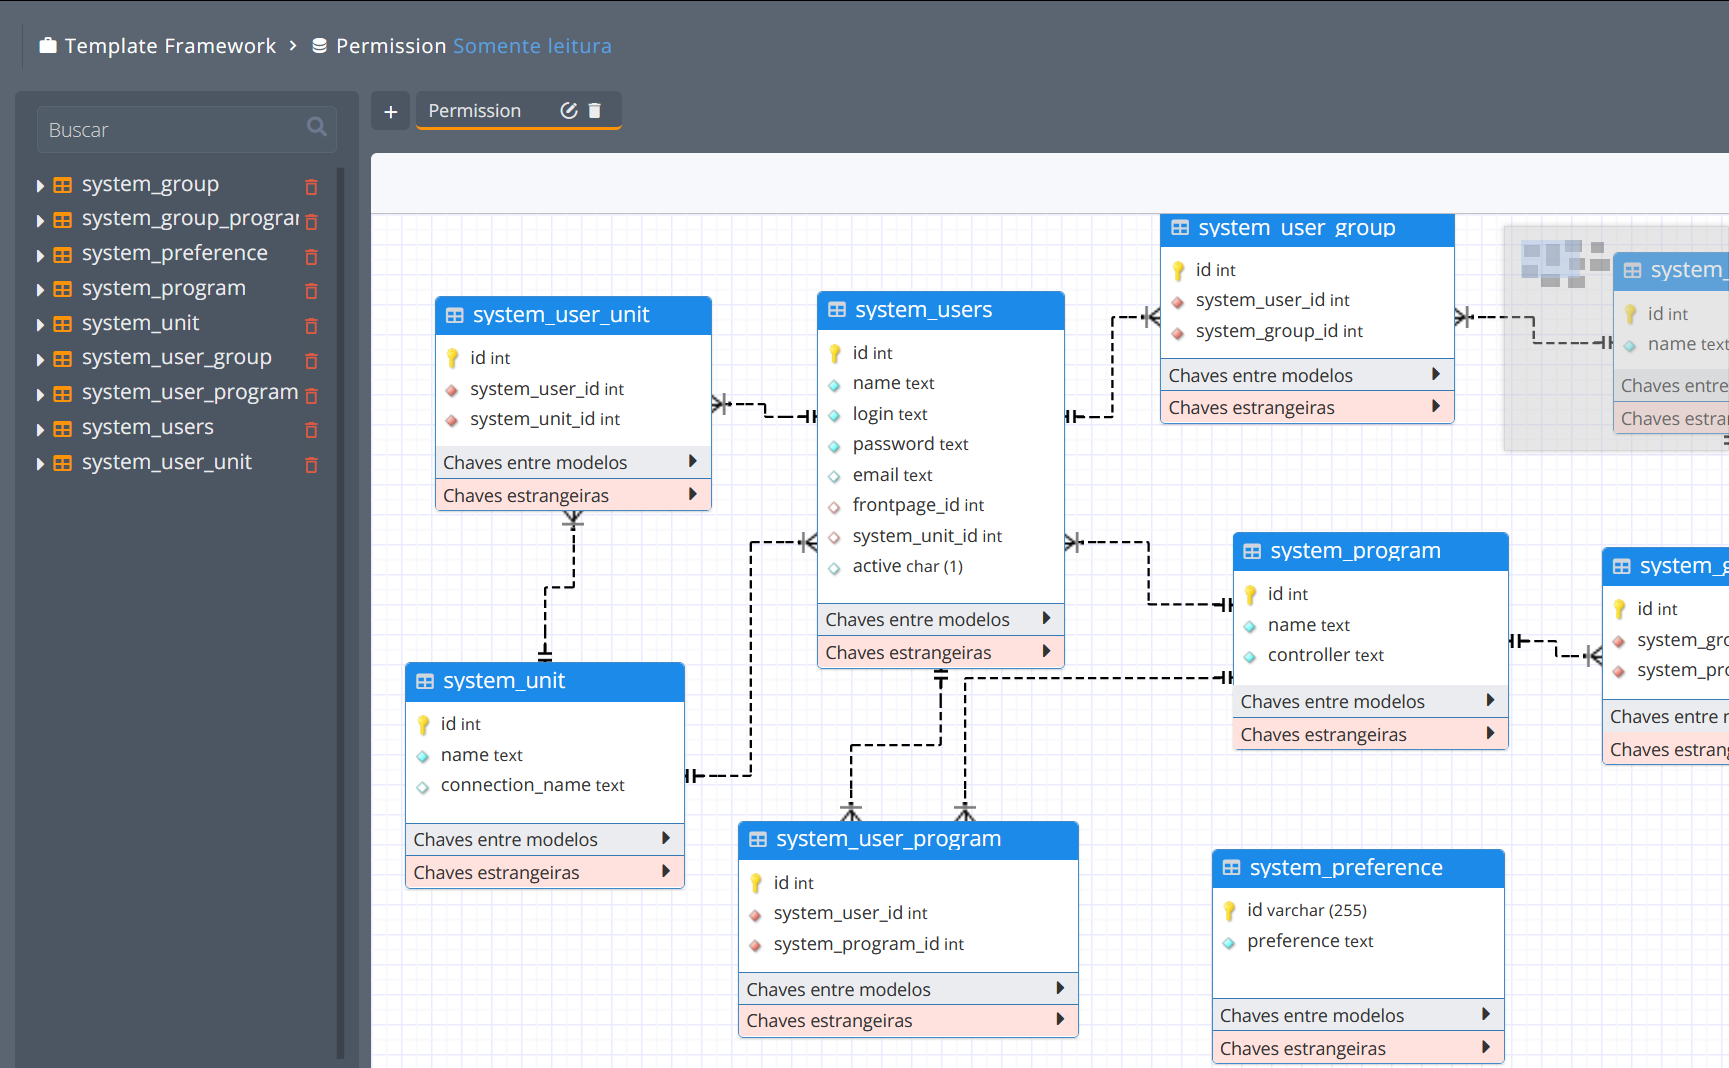 Template Framework > Permission Somente leitura
Buscar
+ Permission
system_group
system_group_progra
system_preference
system_program
system_unit
system_user_group
system_user_program
system_users
system_user_unit
system_user_unit
id int
system_user_id int
system_unit_id int
Chaves entre modelos
Chaves estrangeiras
system_users
id int
name text
login text
password text
email text
frontpage_id int
system_unit_id int
active char (1)
Chaves entre modelos
Chaves estrangeiras
system_user_group
id int
system_user_id int
system_group_id int
Chaves entre modelos
Chaves estrangeiras
system_
id int
name text
Chaves entre
Chaves estra
system_program
id int
name text
controller text
Chaves entre modelos
Chaves estrangeiras
system_g
id int
system_gro
system_pro
Chaves entre
Chaves estran
system_unit
id int
name text
connection_name text
Chaves entre modelos
Chaves estrangeiras
system_user_program
id int
system_user_id int
system_program_id int
Chaves entre modelos
Chaves estrangeiras
system_preference
id varchar (255)
preference text
Chaves entre modelos
Chaves estrangeiras